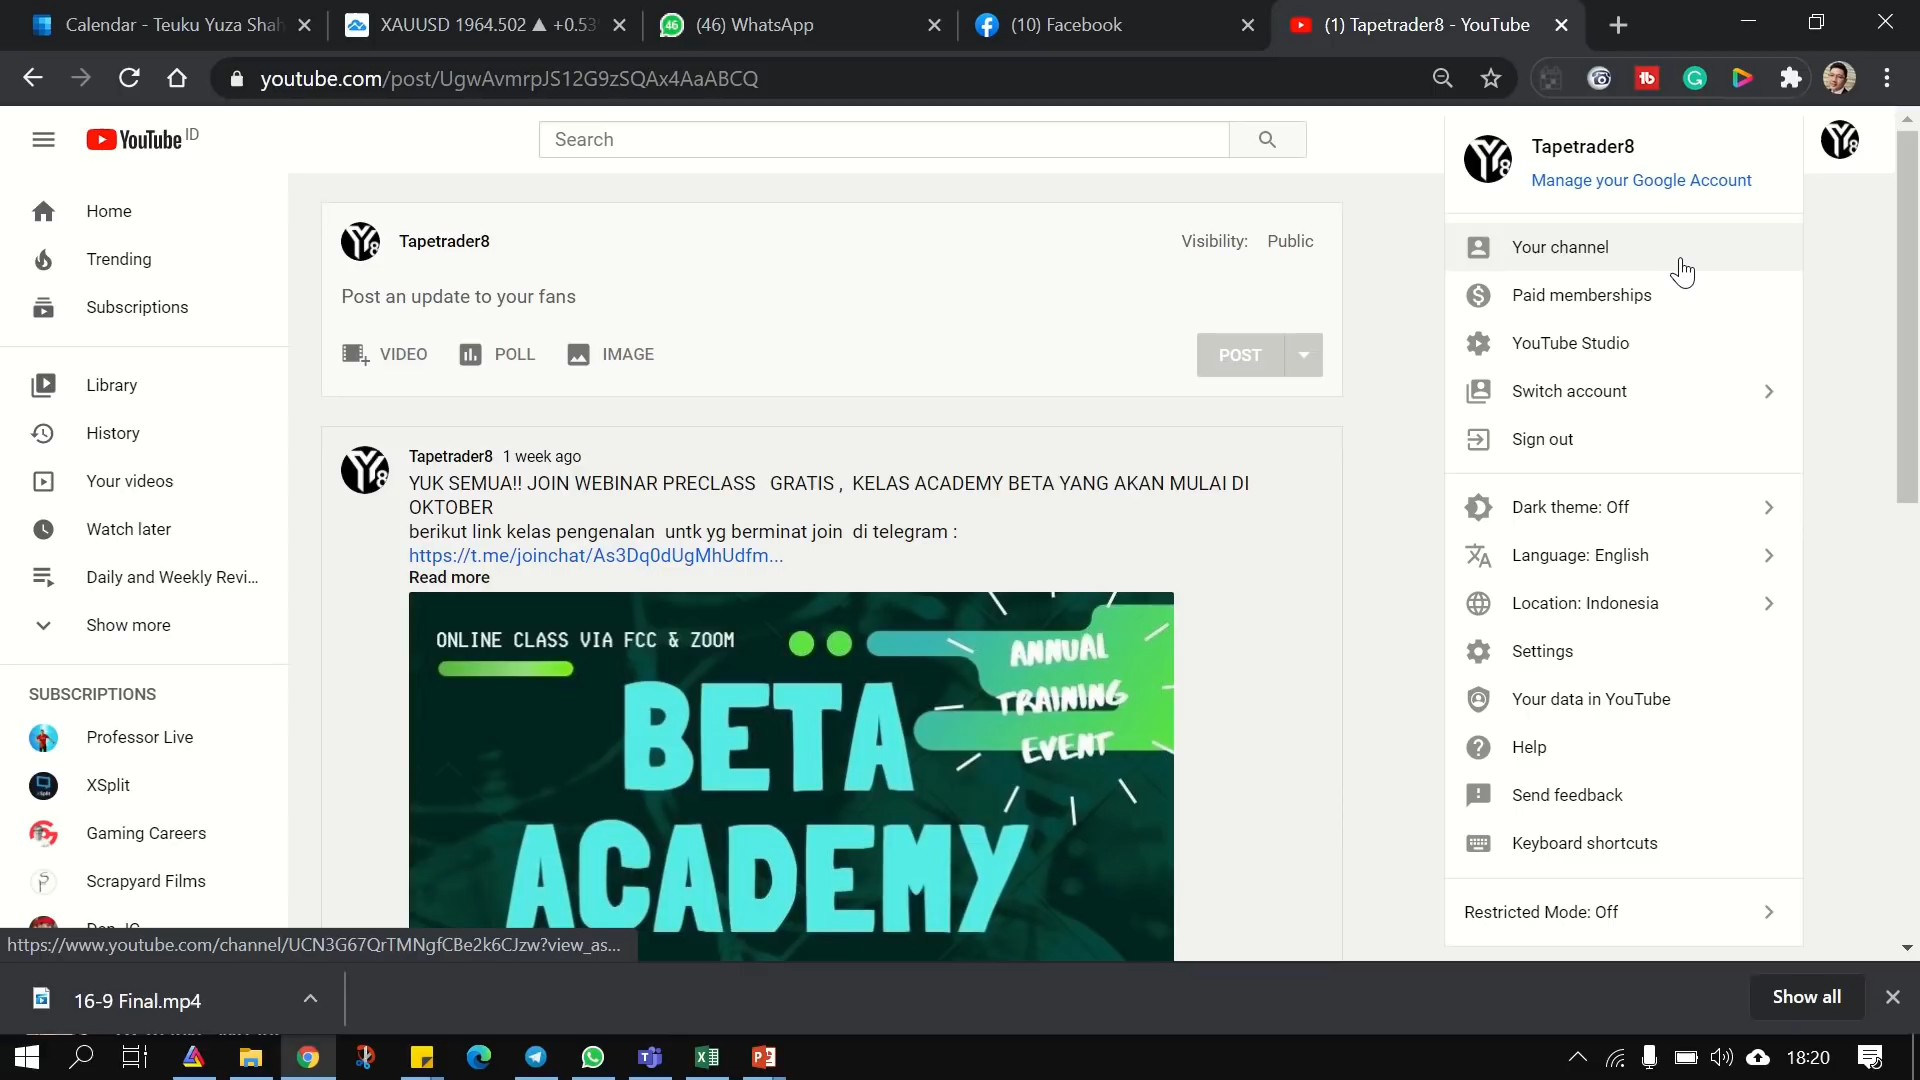 Calendar - Teuku Yuza Shah
XAUUSD 1964.502 ▲ +0.53
(46) WhatsApp
(10) Facebook
(1) Tapetrader8 - YouTube
youtube.com/post/UgwAvmrpJS12G9zSQAx4AaABCQ
YouTube ID
Search
Tapetrader8
Manage your Google Account
Home
Trending
Subscriptions
Library
History
Your videos
Watch later
Daily and Weekly Revi...
Show more
SUBSCRIPTIONS
Professor Live
XSplit
Gaming Careers
Scrapyard Films
Tapetrader8
Visibility: Public
Post an update to your fans
VIDEO
POLL
IMAGE
POST
Tapetrader8 1 week ago
YUK SEMUA!! JOIN WEBINAR PRECLASS GRATIS , KELAS ACADEMY BETA YANG AKAN MULAI DI
OKTOBER
berikut link kelas pengenalan untk yg berminat join di telegram :
https://t.me/joinchat/As3Dq0dUgMhUdfm...
Read more
ONLINE CLASS VIA FCC & ZOOM
ANNUAL
TRAINING
EVENT
BETA
ACADEMY
Your channel
Paid memberships
YouTube Studio
Switch account
Sign out
Dark theme: Off
Language: English
Location: Indonesia
Settings
Your data in YouTube
Help
Send feedback
Keyboard shortcuts
Restricted Mode: Off
https://www.youtube.com/channel/UCN3G67QrTMNgfCBe2k6CJzw?view_as...
16-9 Final.mp4
Show all
18:20